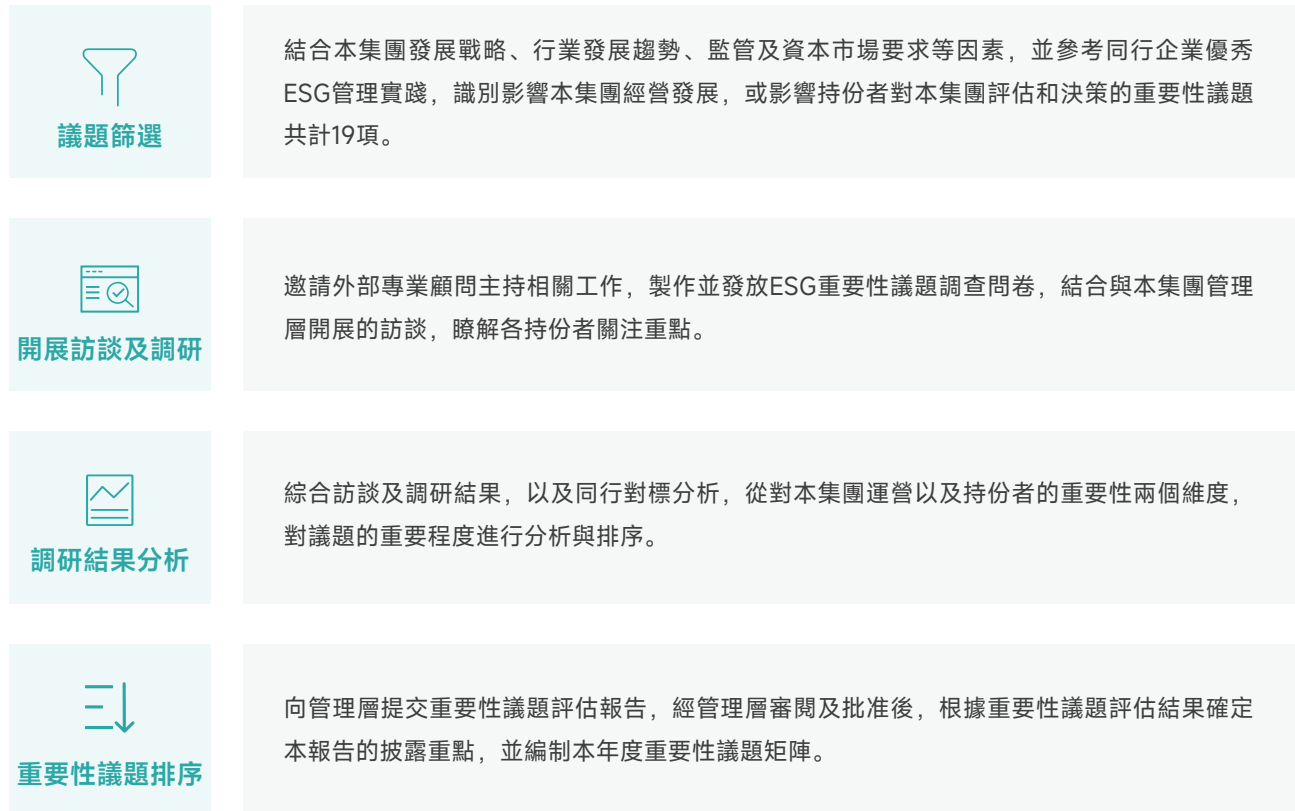 議題篩選
結合本集團發展戰略、行業發展趨勢、監管及資本市場要求等因素，並參考同行企業優秀
ESG管理實踐，識別影響本集團經營發展，或影響持份者對本集團評估和決策的重要性議題
共計19項。
開展訪談及調研
邀請外部專業顧問主持相關工作，製作並發放ESG重要性議題調查問卷，結合與本集團管理
層開展的訪談，瞭解各持份者關注重點。
調研結果分析
綜合訪談及調研結果，以及同行對標分析，從對本集團運營以及持份者的重要性兩個維度，
對議題的重要程度進行分析與排序。
重要性議題排序
向管理層提交重要性議題評估報告，經管理層審閱及批准後，根據重要性議題評估結果確定
本報告的披露重點，並編制本年度重要性議題矩陣。